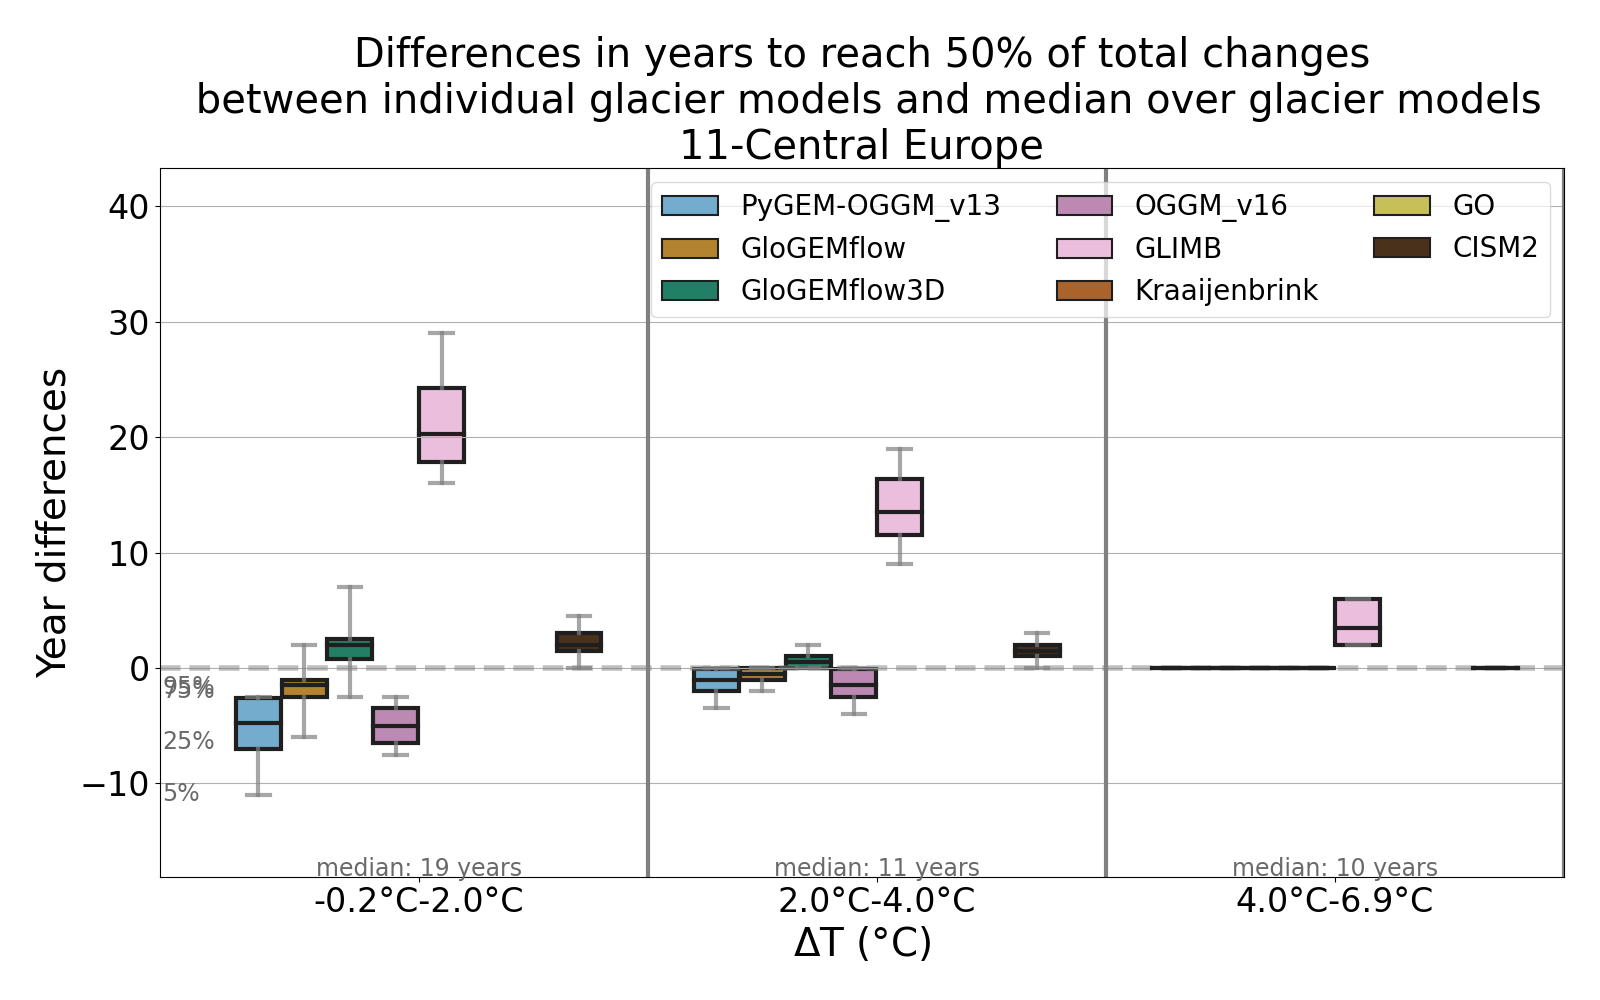 Differences in years to reach 50% of total changes
between individual glacier models and median over glacier models
11-Central Europe
PyGEM-OGGM_v13
GloGEMflow
GloGEMflow3D
OGGM_v16
GLIMB
Kraaijenbrink
GO
CISM2
Year differences
40
30
20
10
0
−10
95%
75%
25%
5%
median: 19 years
median: 11 years
median: 10 years
-0.2°C-2.0°C
2.0°C-4.0°C
4.0°C-6.9°C
ΔT (°C)